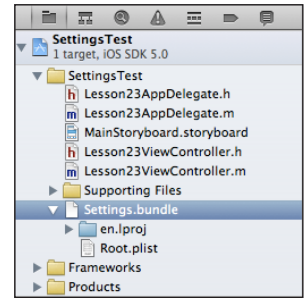 SettingsTest
1 target, iOS SDK 5.0
SettingsTest
h Lesson23AppDelegate.h
m Lesson23AppDelegate.m
MainStoryboard.storyboard
h Lesson23ViewController.h
m Lesson23ViewController.m
Supporting Files
Settings.bundle
en.lproj
Root.plist
Frameworks
Products